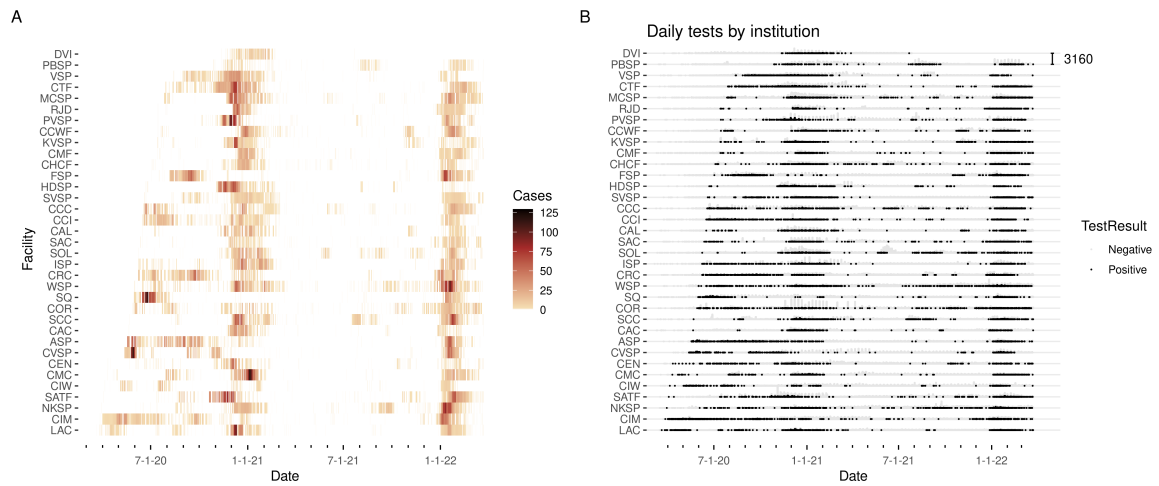 A
DVI
PBSP
VSP
CTF
MCSP
RJD
PVSP
CCWF
KVSP
CMF
CHCF
FSP
HDSP
SVSP
CCC
CCI
CAL
SAC
SOL
ISP
CRC
WSP
SQ
COR
SCC
CAC
ASP
CVSP
CEN
CMC
CIW
SATF
NKSP
CIM
LAC
Facility
7-1-20 1-1-21 7-1-21 1-1-22
Date
Cases
125
100
75
50
25
0
B
Daily tests by institution
DVI
PBSP
VSP
CTF
MCSP
RJD
PVSP
CCWF
KVSP
CMF
CHCF
FSP
HDSP
SVSP
CCC
CCI
CAL
SAC
SOL
ISP
CRC
WSP
SQ
COR
SCC
CAC
ASP
CVSP
CEN
CMC
CIW
SATF
NKSP
CIM
LAC
7-1-20 1-1-21 7-1-21 1-1-22
Date
3160
TestResult
Negative
Positive